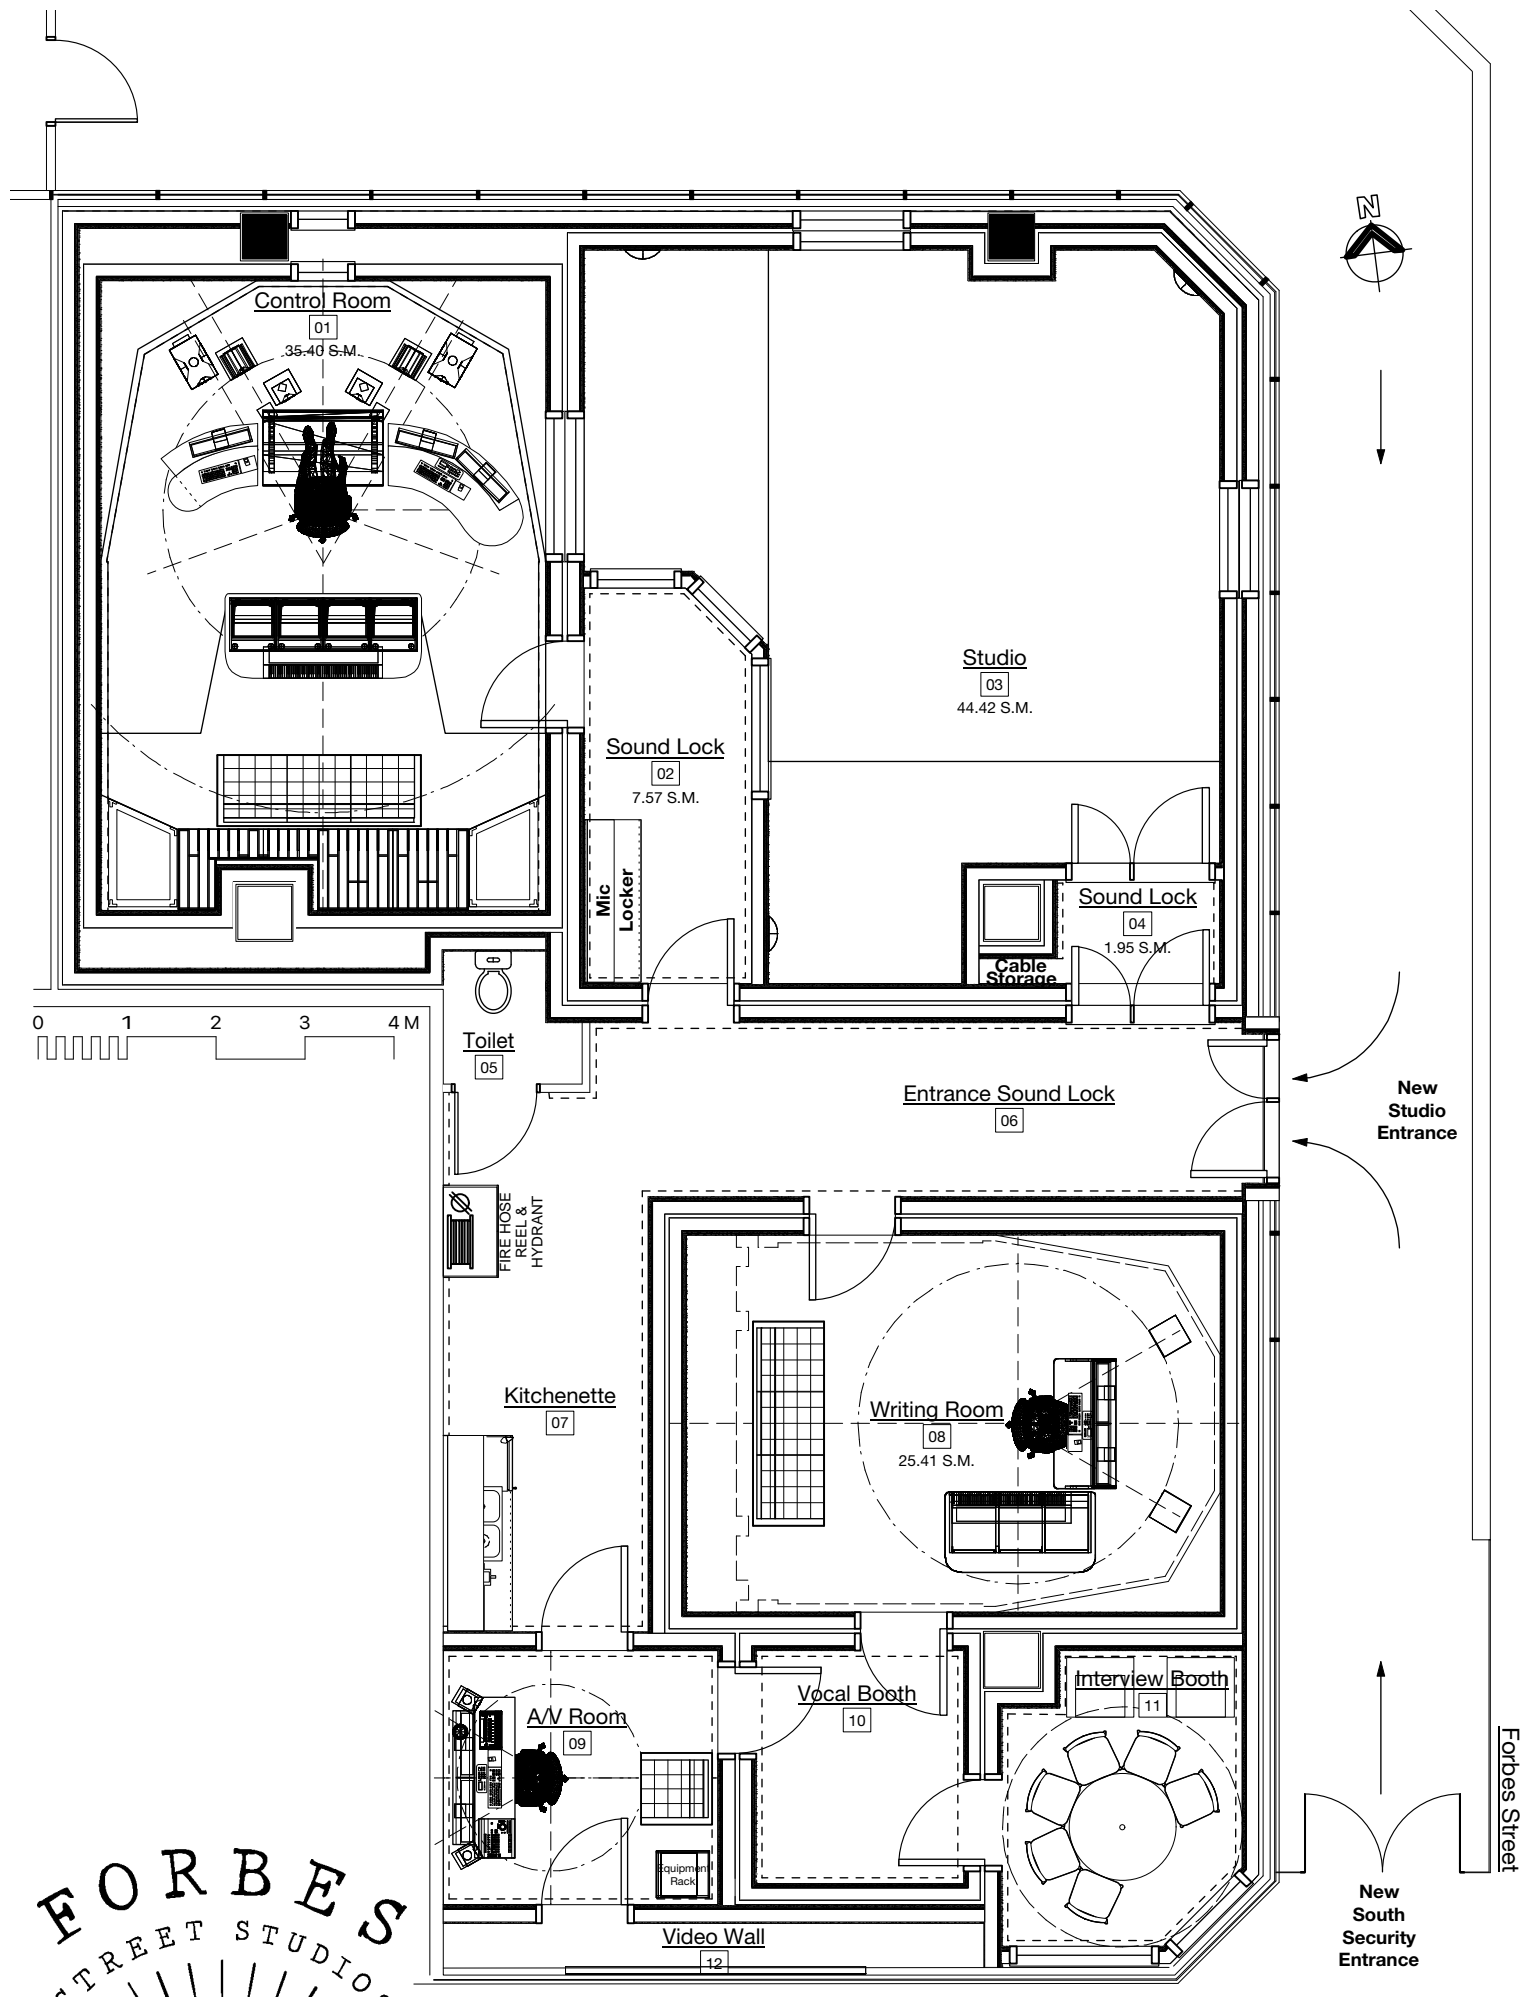 N
Control Room
01
35.40 S.M.
Studio
03
44.42 S.M.
Sound Lock
02
7.57 S.M.
Mic
Locker
Sound Lock
04
1.95 S.M.
Cable
Storage
0 1 2 3 4 M
Toilet
05
Entrance Sound Lock
06
New
Studio
Entrance
FIRE HOSE
REEL &
HYDRANT
Kitchenette
07
Writing Room
08
25.41 S.M.
A/V Room
09
Vocal Booth
10
Interview Booth
11
Equipment
Rack
Video Wall
12
Forbes Street
New
South
Security
Entrance
FORBES
STREET STUDIOS